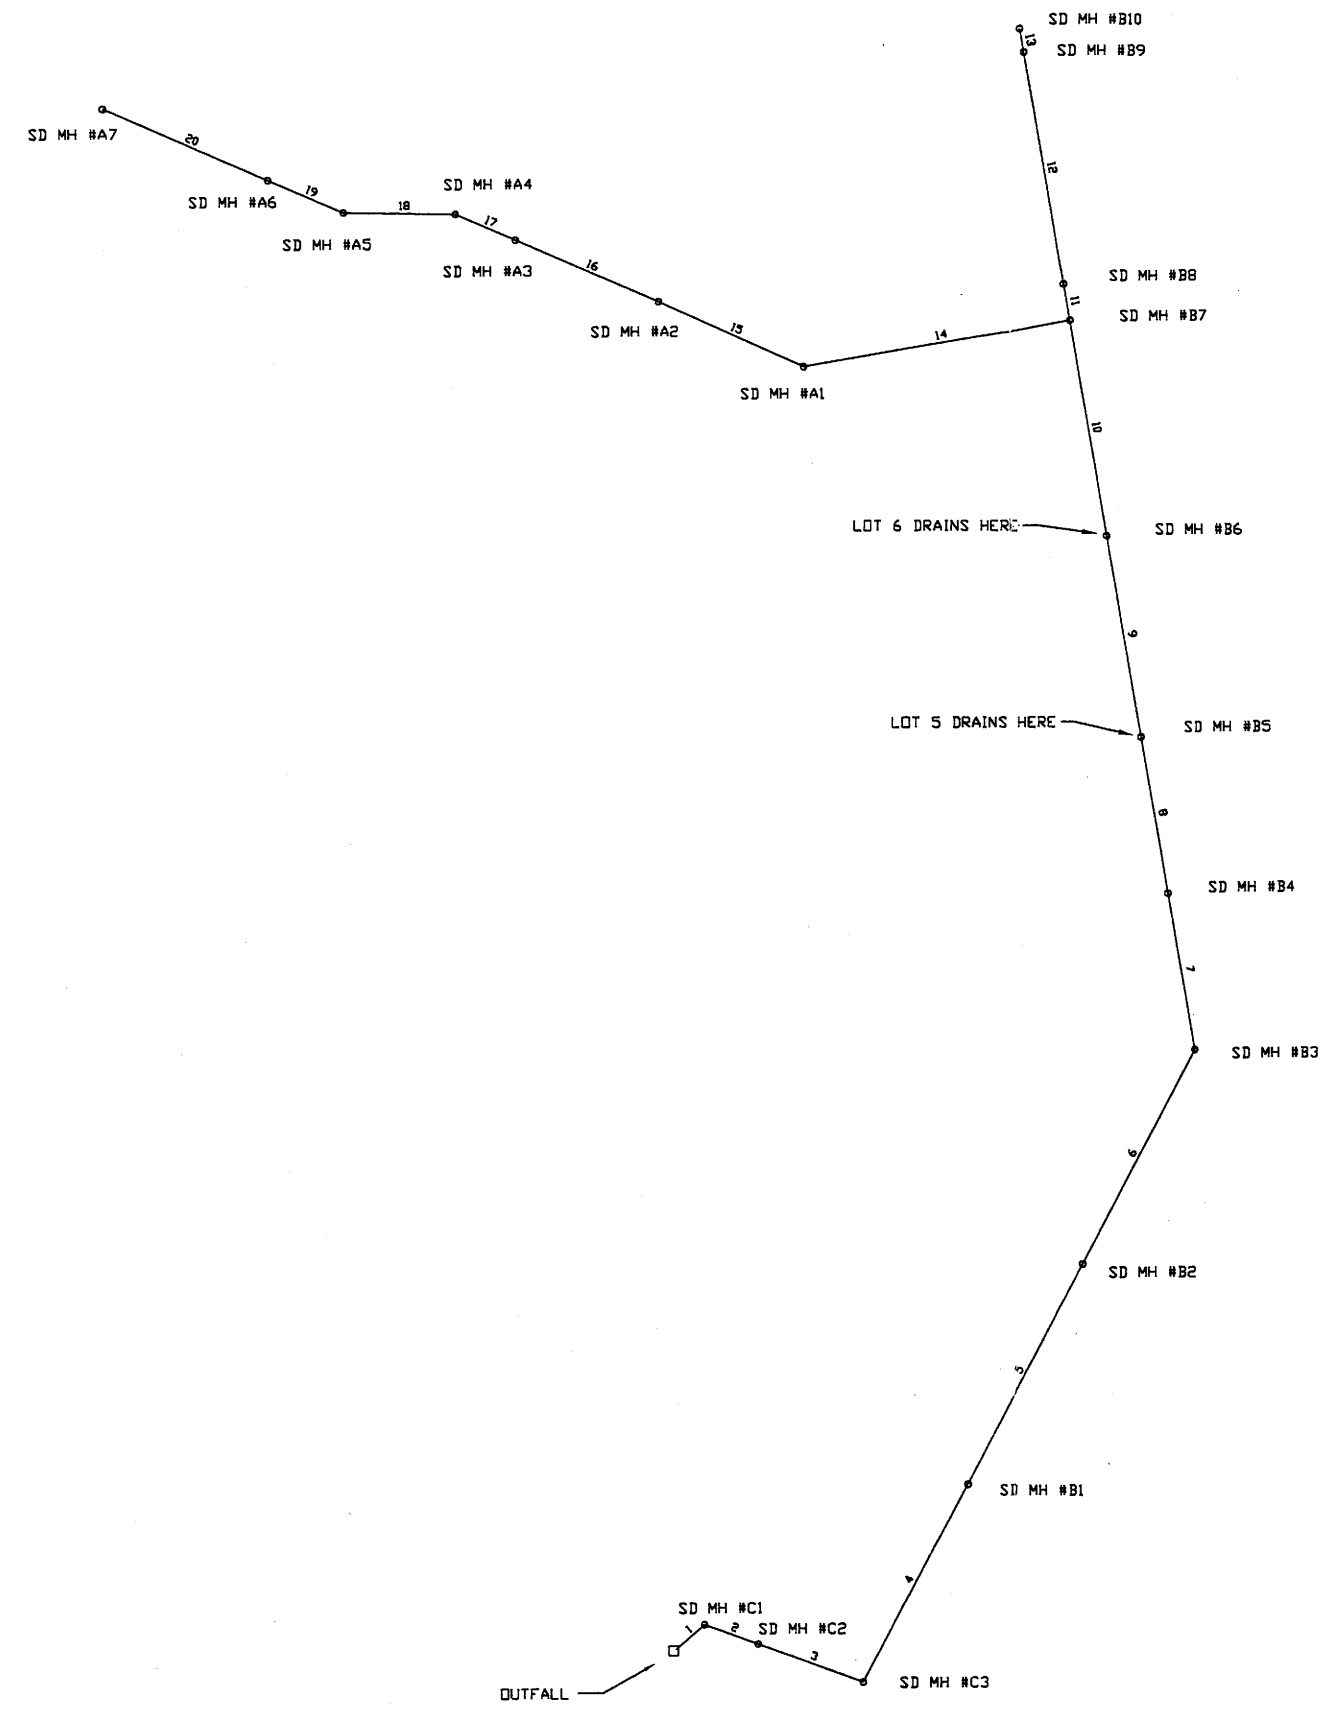 SD MH #B10
13
SD MH #B9
SD MH #A7
20
12
SD MH #A6
19
SD MH #A4
18
17
SD MH #A5
SD MH #A3
16
SD MH #B8
11
SD MH #B7
SD MH #A2
15
14
SD MH #A1
10
LOT 6 DRAINS HERE
SD MH #B6
9
LOT 5 DRAINS HERE
SD MH #B5
8
SD MH #B4
7
SD MH #B3
6
SD MH #B2
5
SD MH #B1
4
SD MH #C1
1
2
SD MH #C2
3
SD MH #C3
OUTFALL